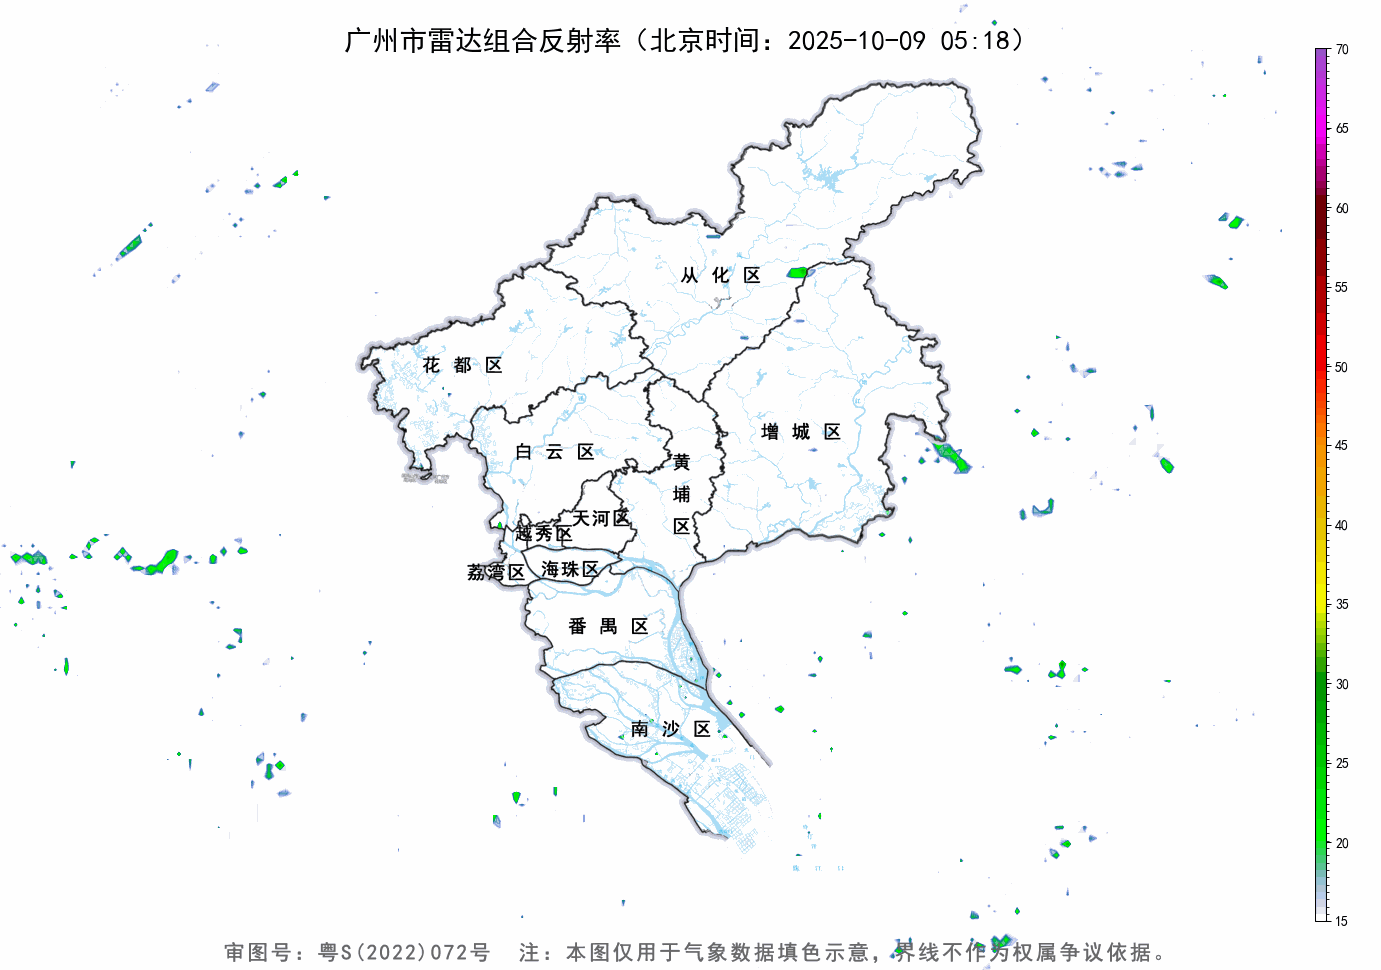 广州市雷达组合反射率（北京时间：2025-10-09 05:18）
70
65
60
55
50
45
40
35
30
25
20
15
从化区
花都区
增城区
白云区
黄埔区
天河区
越秀区
荔湾区
海珠区
番禺区
南沙区
审图号：粤S(2022)072号 注：本图仅用于气象数据填色示意，界线不作为权属争议依据。